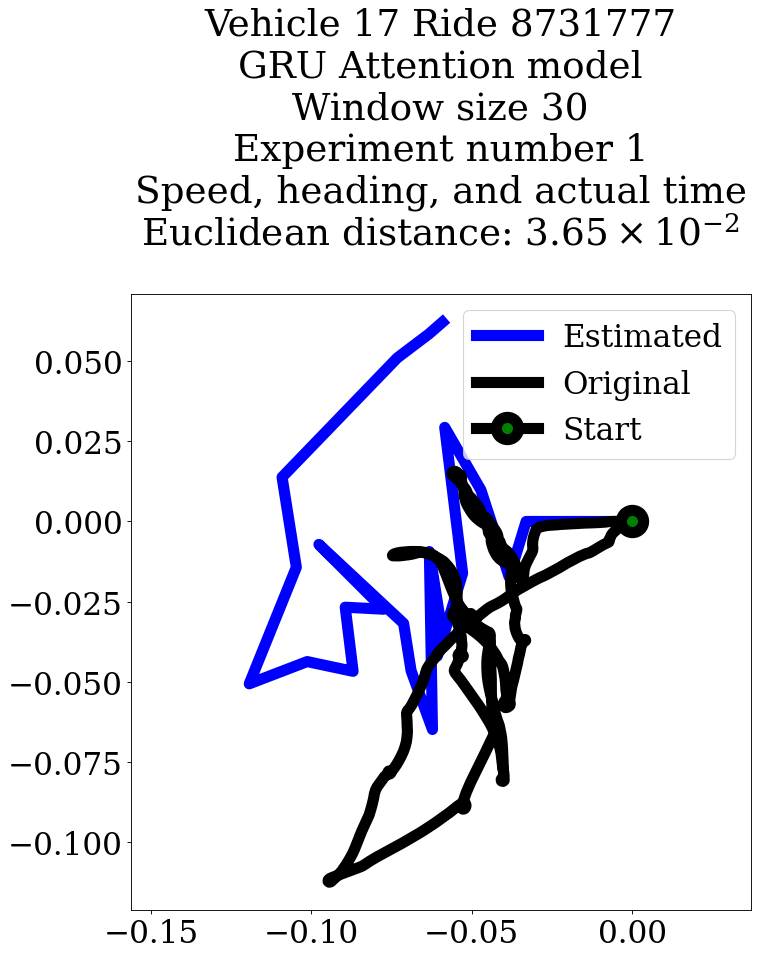 Vehicle 17 Ride 8731777
GRU Attention model
Window size 30
Experiment number 1
Speed, heading, and actual time
Euclidean distance: 3.65 × 10⁻²
Estimated
Original
Start
0.050
0.025
0.000
−0.025
−0.050
−0.075
−0.100
−0.15 −0.10 −0.05 0.00